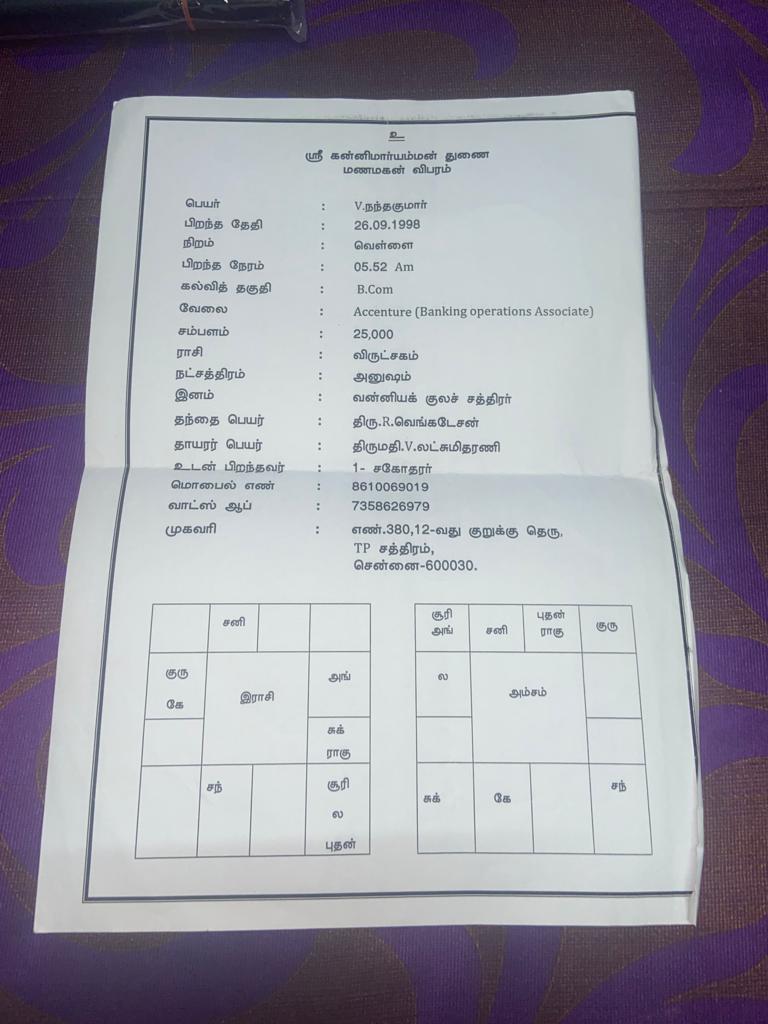 உ
ஸ்ரீ கன்னிமார்யம்மன் துணை
மணமகன் விபரம்
பெயர் : V.நந்தகுமார்
பிறந்த தேதி : 26.09.1998
நிறம் : வெள்ளை
பிறந்த நேரம் : 05.52 Am
கல்வித் தகுதி : B.Com
வேலை : Accenture (Banking operations Associate)
சம்பளம் : 25,000
ராசி : விருட்சகம்
நட்சத்திரம் : அனுஷம்
இனம் : வன்னியக் குலச் சத்திரர்
தந்தை பெயர் : திரு.R.வெங்கடேசன்
தாயரர் பெயர் : திருமதி.V.லட்சுமிதரணி
உடன் பிறந்தவர் : 1- சகோதரர்
மொபைல் எண் : 8610069019
வாட்ஸ் ஆப் : 7358626979
முகவரி : எண்.380,12-வது குறுக்கு தெரு,
TP சத்திரம்,
சென்னை-600030.
சனி
குரு கே
இராசி
அங்
சுக் ராகு
சந்
சூரி ல புதன்
சூரி அங்
சனி
புதன் ராகு
குரு
ல
அம்சம்
சுக்
கே
சந்